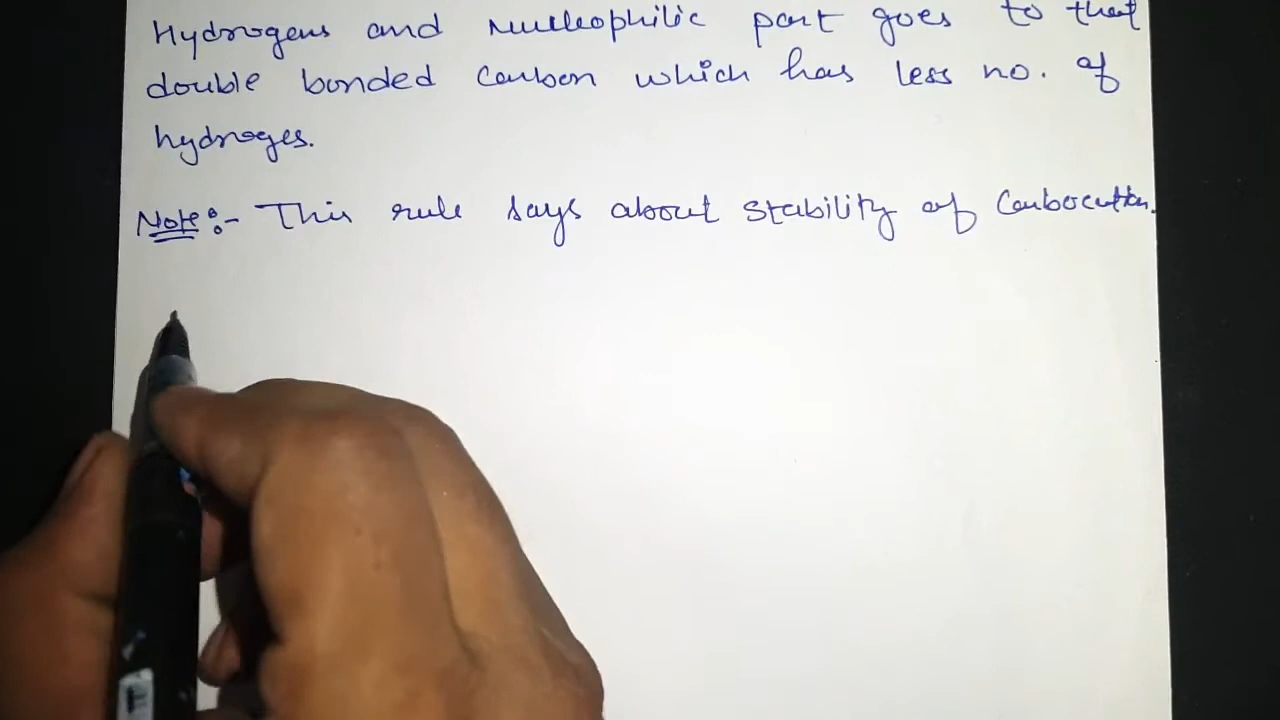 Hydrogens and nucleophilic part goes to that
double bonded carbon which has less no. of
hydroges.
Note:- This rule says about stability of Carbocation.